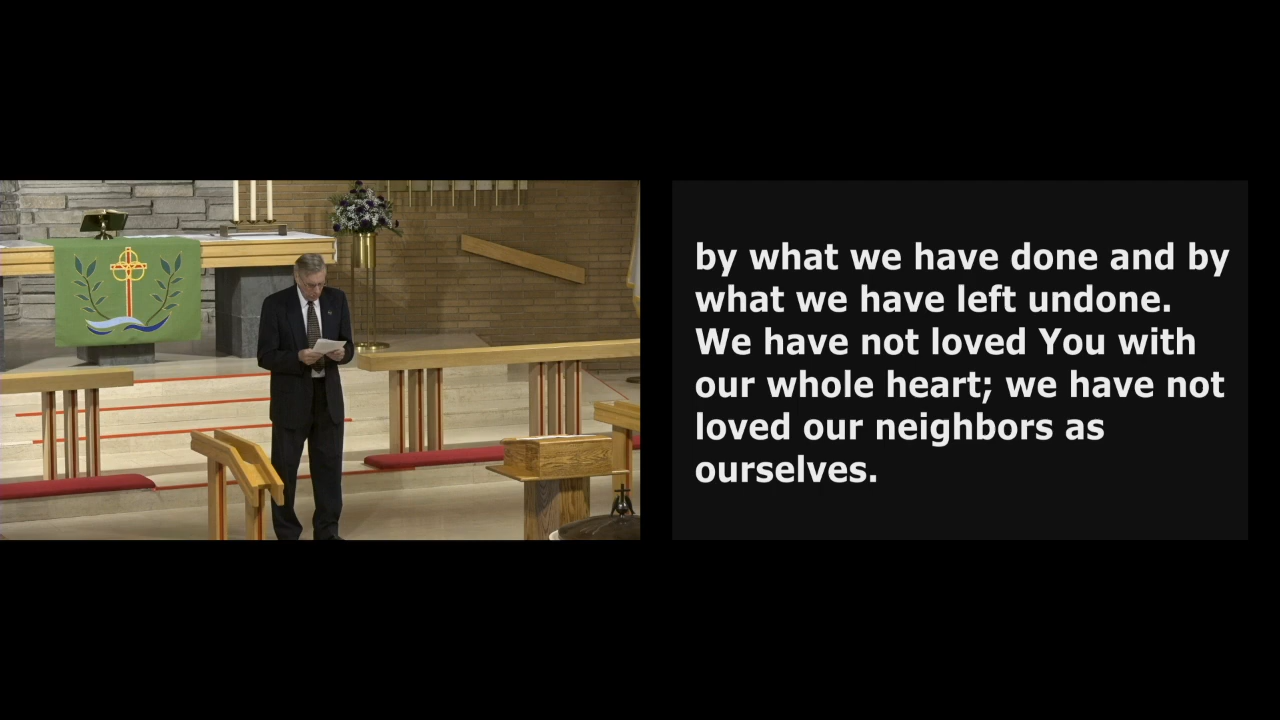 by what we have done and by
what we have left undone.
We have not loved You with
our whole heart; we have not
loved our neighbors as
ourselves.